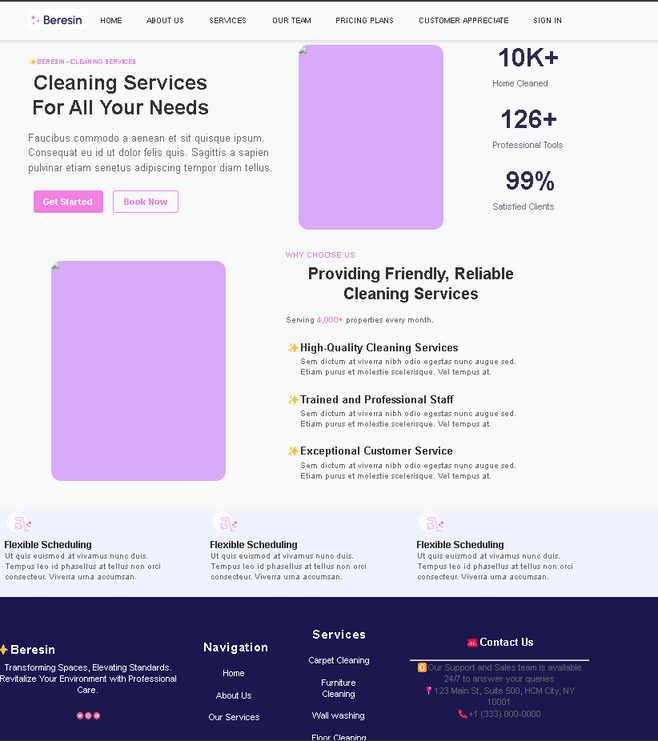 Beresin
HOME
ABOUT US
SERVICES
OUR TEAM
PRICING PLANS
CUSTOMER APPRECIATE
SIGN IN
✨BERESIN - CLEANING SERVICES
Cleaning Services
For All Your Needs
Faucibus commodo a aenean et sit quisque ipsum.
Consequat eu id ut dolor felis quis. Sagittis a sapien
pulvinar etiam senetus adipiscing tempor diam tellus.
Get Started
Book Now
10K+
Home Cleaned
126+
Professional Tools
99%
Satisfied Clients
WHY CHOOSE US
Providing Friendly, Reliable
Cleaning Services
Serving 4,000+ properties every month.
✨High-Quality Cleaning Services
Sem dictum at viverra nibh odio egestas nunc augue sed.
Etiam purus et molestie scelerisque. Vel tempus at.
✨Trained and Professional Staff
Sem dictum at viverra nibh odio egestas nunc augue sed.
Etiam purus et molestie scelerisque. Vel tempus at.
✨Exceptional Customer Service
Sem dictum at viverra nibh odio egestas nunc augue sed.
Etiam purus et molestie scelerisque. Vel tempus at.
Flexible Scheduling
Ut quis euismod at vivamus nunc duis.
Tempus leo id phasellus at tellus non orci
consecteur. Viverra urna accumsan.
Flexible Scheduling
Ut quis euismod at vivamus nunc duis.
Tempus leo id phasellus at tellus non orci
consecteur. Viverra urna accumsan.
Flexible Scheduling
Ut quis euismod at vivamus nunc duis.
Tempus leo id phasellus at tellus non orci
consecteur. Viverra urna accumsan.
Beresin
Transforming Spaces, Elevating Standards.
Revitalize Your Environment with Professional
Care.
Navigation
Home
About Us
Our Services
Services
Carpet Cleaning
Furniture
Cleaning
Wall washing
Floor Cleaning
☎️Contact Us
Our Support and Sales team is available
24/7 to answer your queries
📍123 Main St, Suite 500, HCM City, NY
10001
📞+1 (333) 000-0000